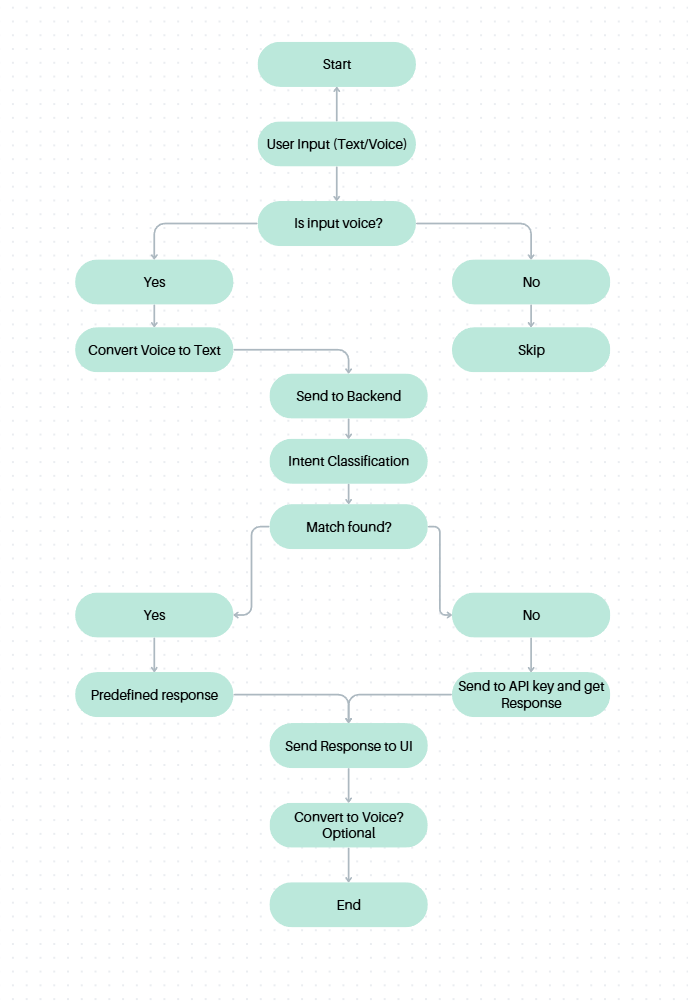 Start
User Input (Text/Voice)
Is input voice?
Yes
No
Convert Voice to Text
Skip
Send to Backend
Intent Classification
Match found?
Yes
No
Predefined response
Send to API key and get
Response
Send Response to UI
Convert to Voice?
Optional
End